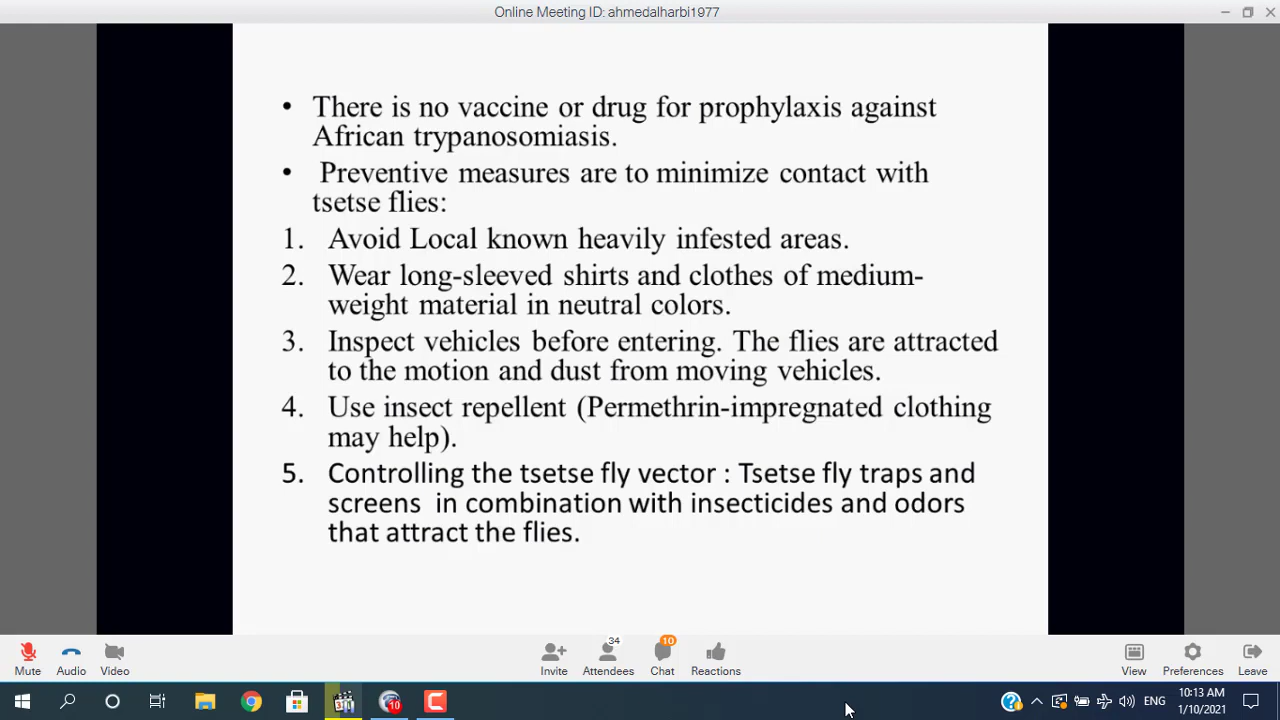 Online Meeting ID: ahmedalharbi1977
• There is no vaccine or drug for prophylaxis against
African trypanosomiasis.
• Preventive measures are to minimize contact with
tsetse flies:
1. Avoid Local known heavily infested areas.
2. Wear long-sleeved shirts and clothes of medium-
weight material in neutral colors.
3. Inspect vehicles before entering. The flies are attracted
to the motion and dust from moving vehicles.
4. Use insect repellent (Permethrin-impregnated clothing
may help).
5. Controlling the tsetse fly vector : Tsetse fly traps and
screens in combination with insecticides and odors
that attract the flies.
34 10
Mute Audio Video Invite Attendees Chat Reactions View Preferences Leave
10 ENG 10:13 AM
1/10/2021